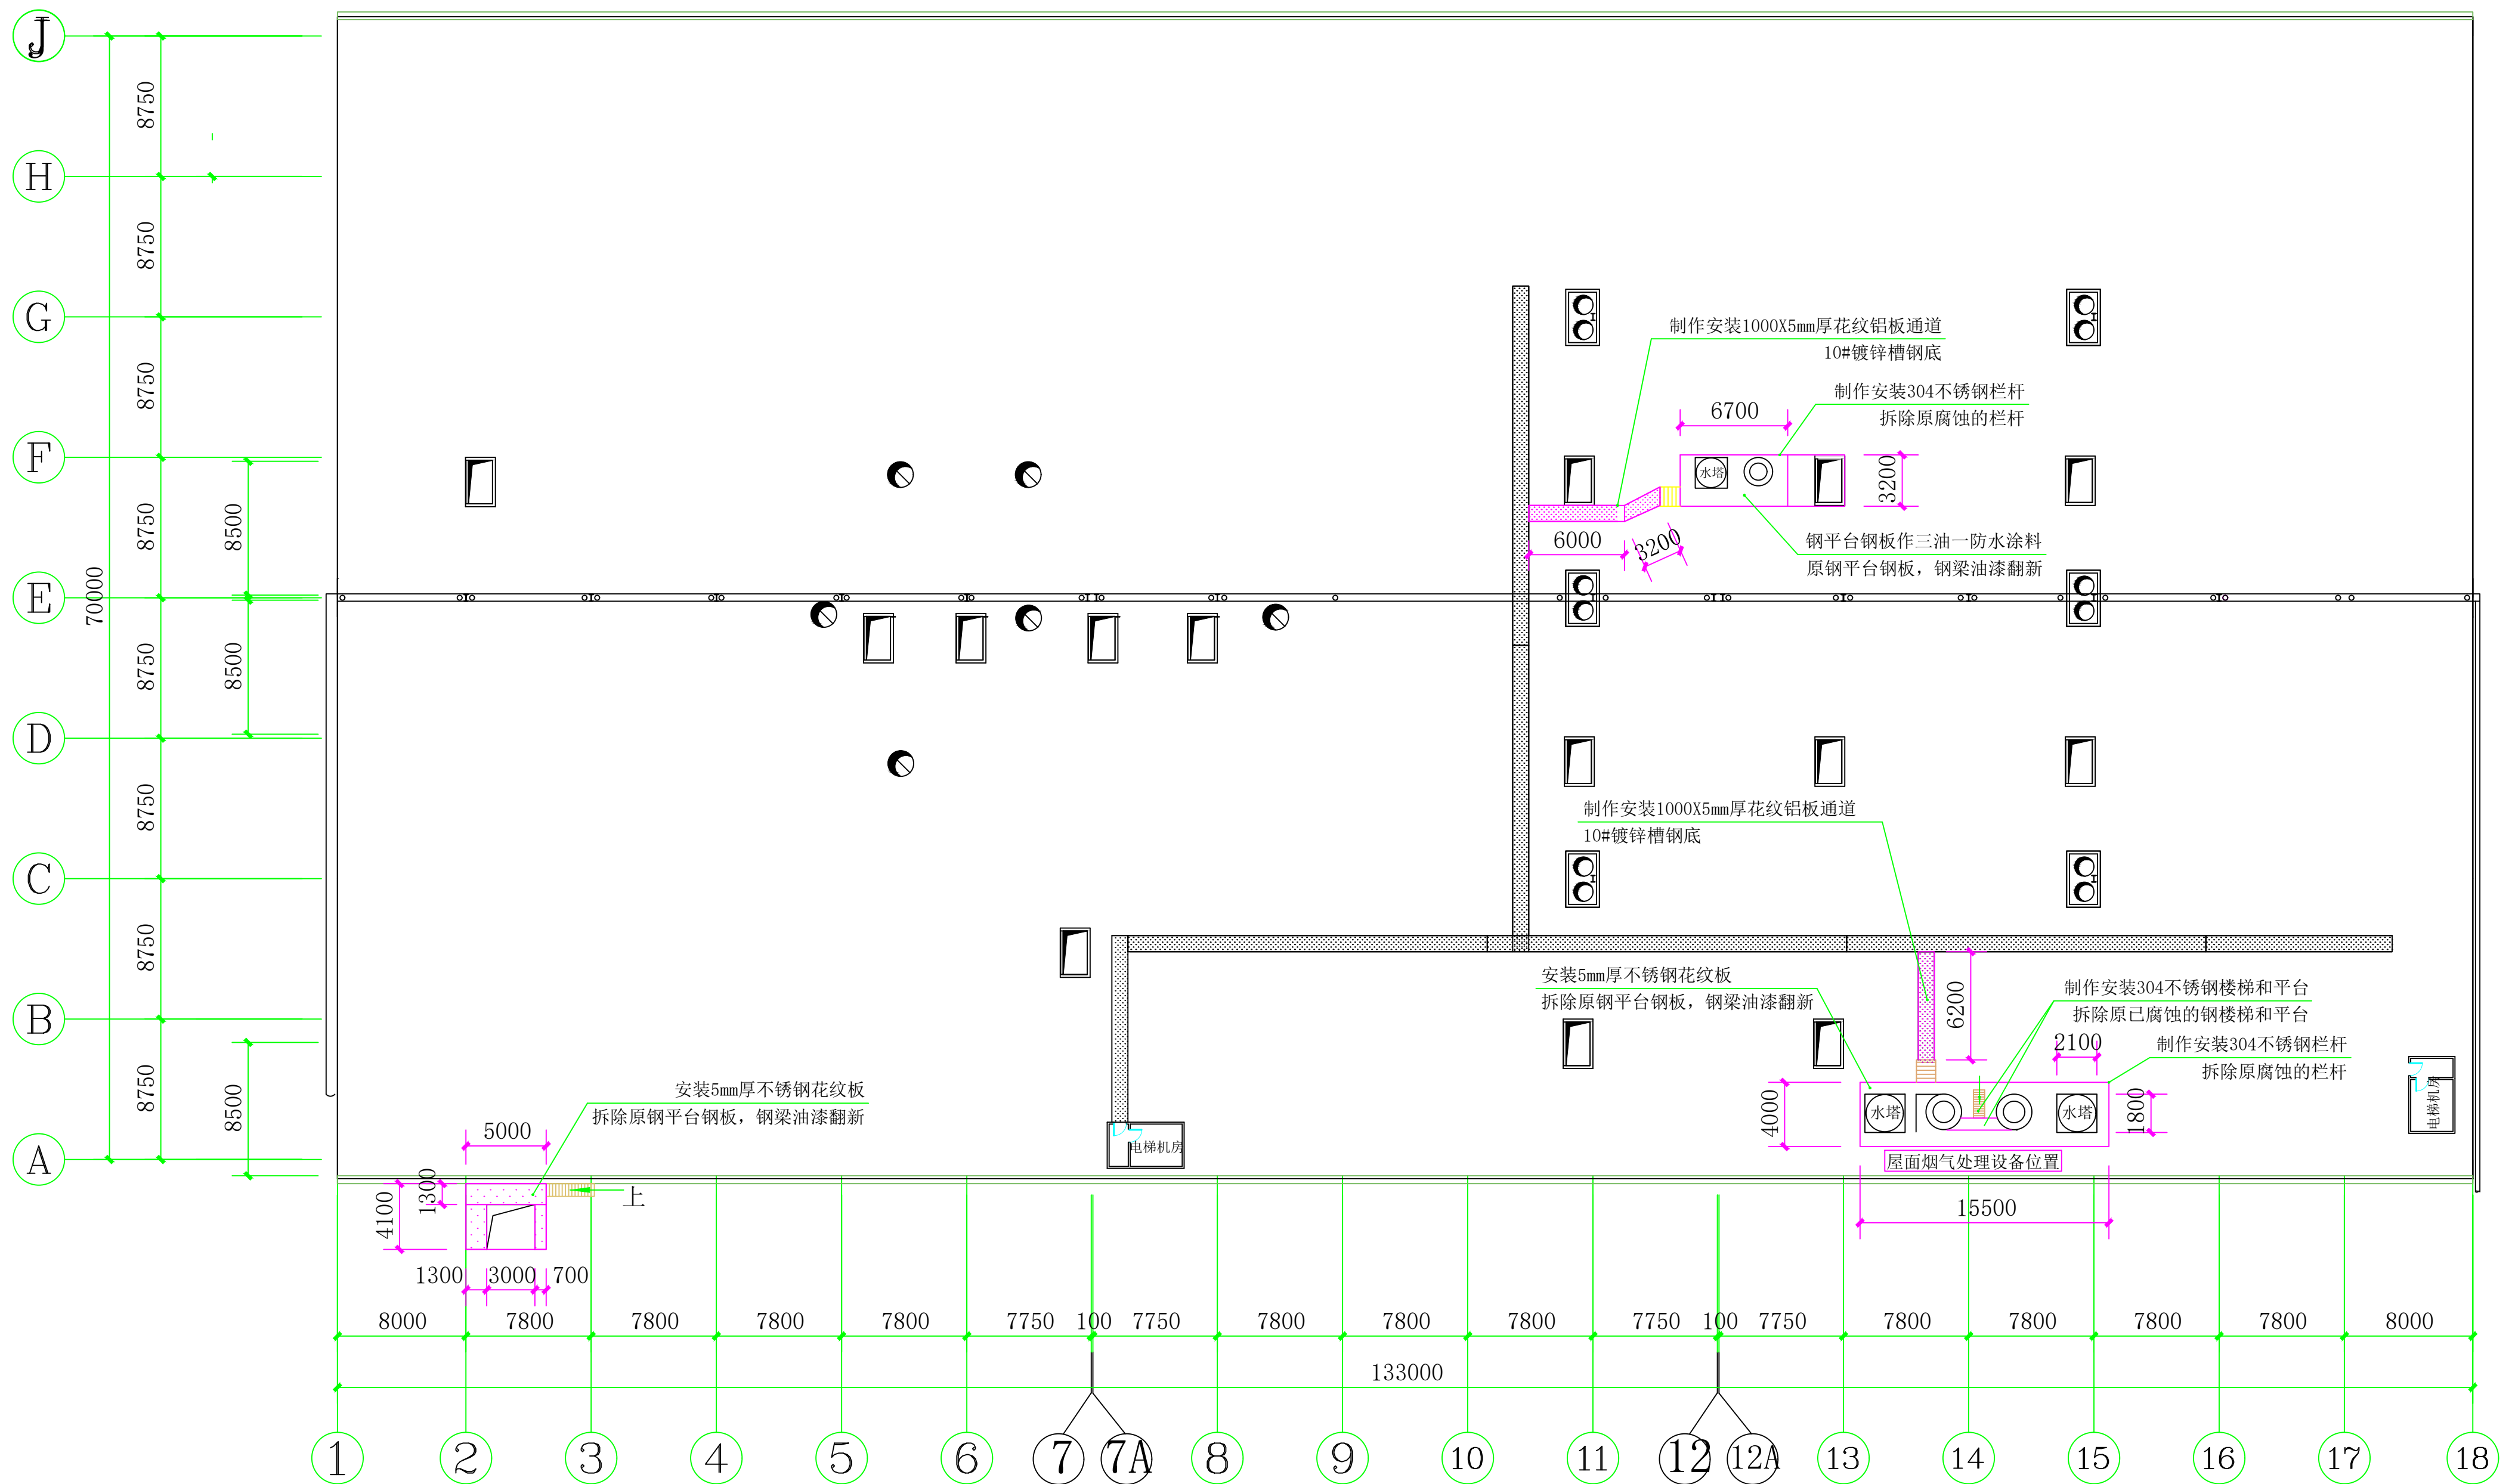 J
8750
H
8750
G
制作安装1000X5mm厚花纹铝板通道
10#镀锌槽钢底
8750
制作安装304不锈钢栏杆
拆除原腐蚀的栏杆
6700
F
水塔
3200
8750
8500
钢平台钢板作三油一防水涂料
原钢平台钢板，钢梁油漆翻新
6000
3200
E
70000
8750
8500
D
8750
制作安装1000X5mm厚花纹铝板通道
10#镀锌槽钢底
C
8750
安装5mm厚不锈钢花纹板
拆除原钢平台钢板，钢梁油漆翻新
6200
制作安装304不锈钢楼梯和平台
拆除原已腐蚀的钢楼梯和平台
B
2100
制作安装304不锈钢栏杆
拆除原腐蚀的栏杆
8750
8500
安装5mm厚不锈钢花纹板
拆除原钢平台钢板，钢梁油漆翻新
4000
水塔
水塔
1800
电梯机房
5000
电梯机房
A
屋面烟气处理设备位置
1300
4100
上
15500
1300 3000 700
8000 7800 7800 7800 7800 7750 100 7750 7800 7800 7800 7750 100 7750 7800 7800 7800 7800 8000
133000
1 2 3 4 5 6 7 7A 8 9 10 11 12 12A 13 14 15 16 17 18